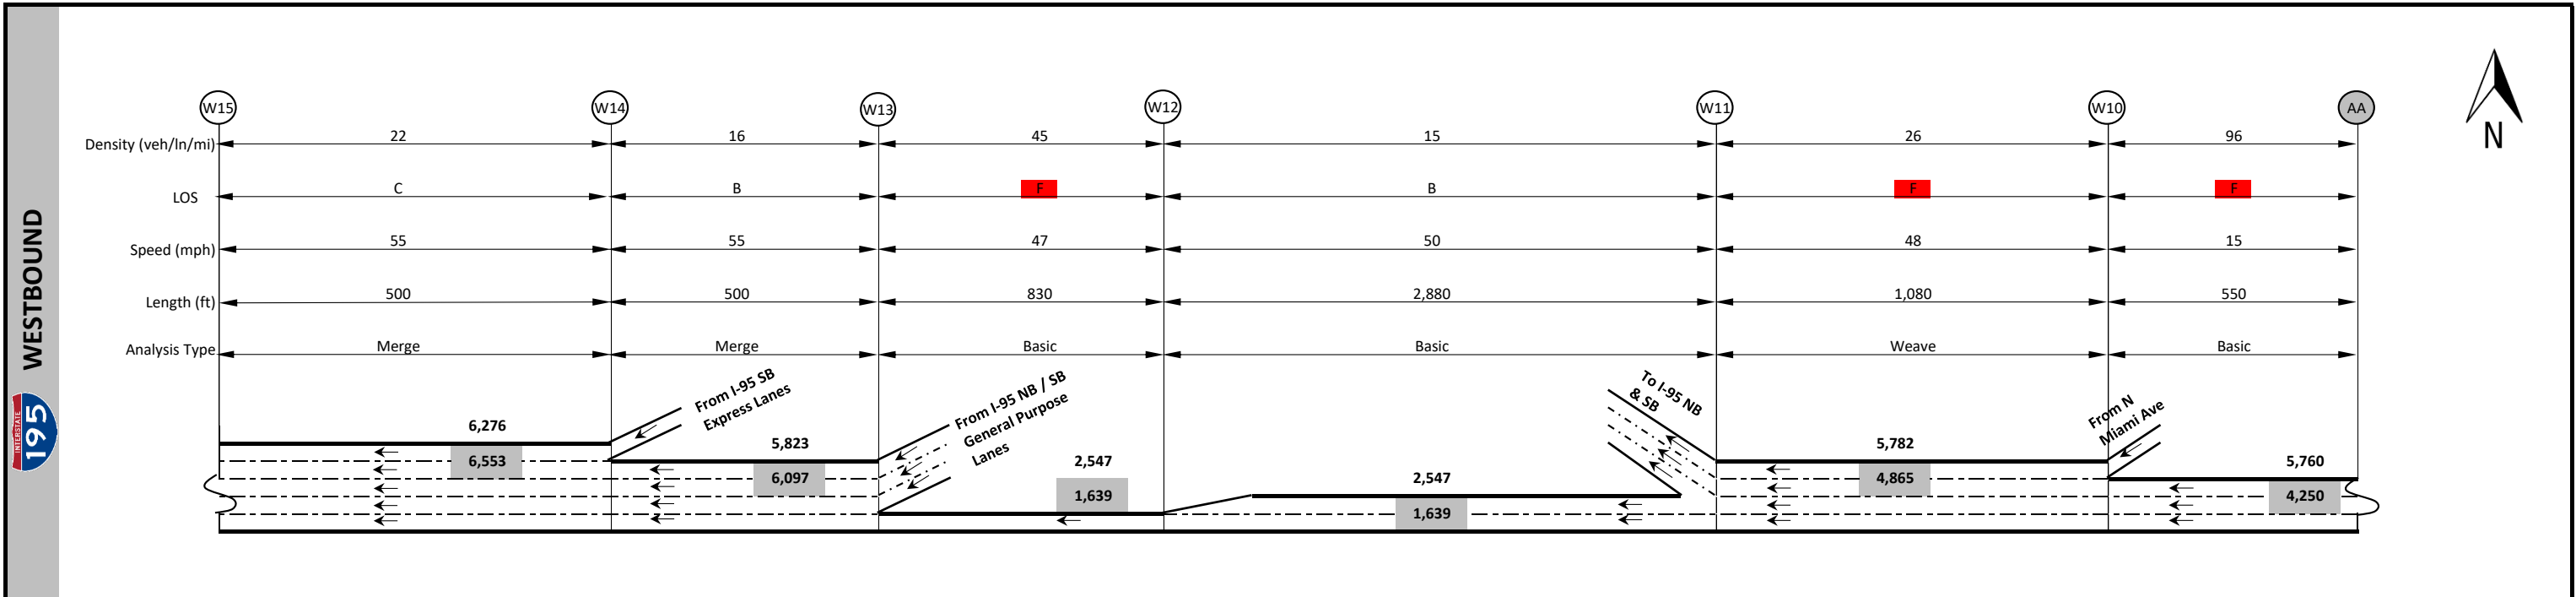 WESTBOUND
INTERSTATE
195
W15
W14
W13
W12
W11
W10
AA
N
Density (veh/ln/mi)
22
16
45
15
26
96
LOS
C
B
F
B
F
F
Speed (mph)
55
55
47
50
48
15
Length (ft)
500
500
830
2,880
1,080
550
Analysis Type
Merge
Merge
Basic
Basic
Weave
Basic
From I-95 SB
Express Lanes
From I-95 NB / SB
General Purpose
Lanes
To I-95 NB
& SB
From N
Miami Ave
6,276
6,553
5,823
6,097
2,547
1,639
2,547
1,639
5,782
4,865
5,760
4,250